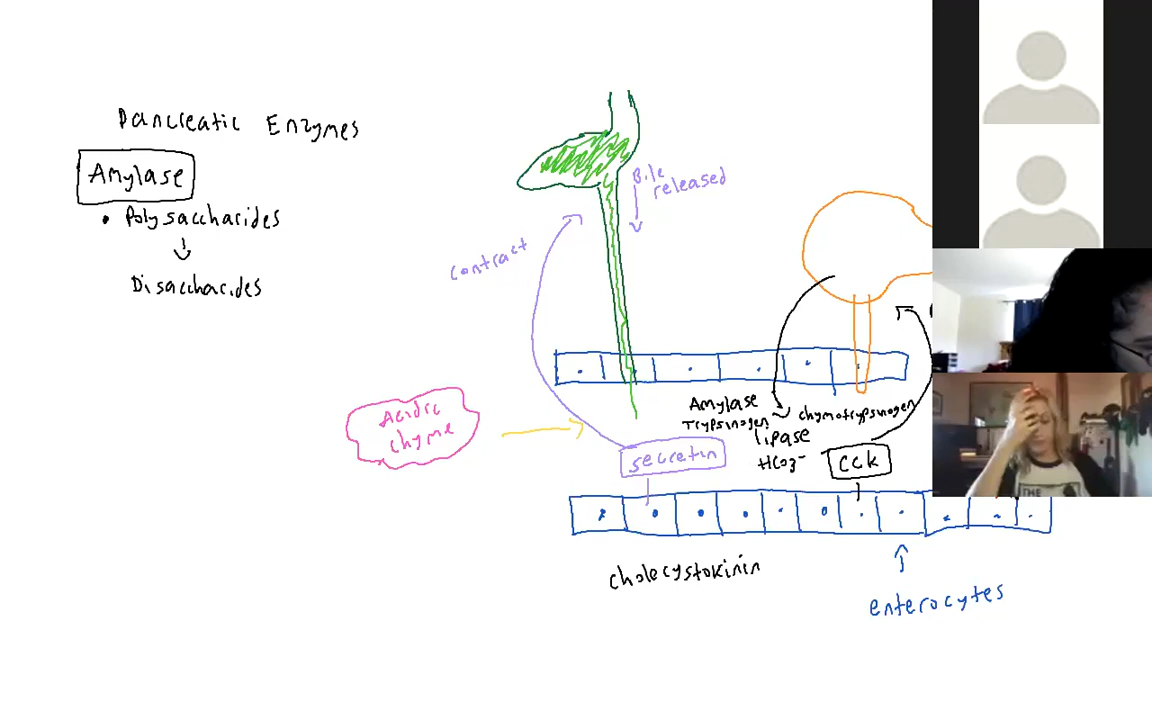 Pancreatic Enzymes
Amylase
• Polysaccharides
Disaccharides
contract
Bile
released
Acidic
chyme
Amylase
Trypsinogen
chymotrypsinogen
lipase
HCO3-
secretin
CCK
cholecystokinin
enterocytes
THE